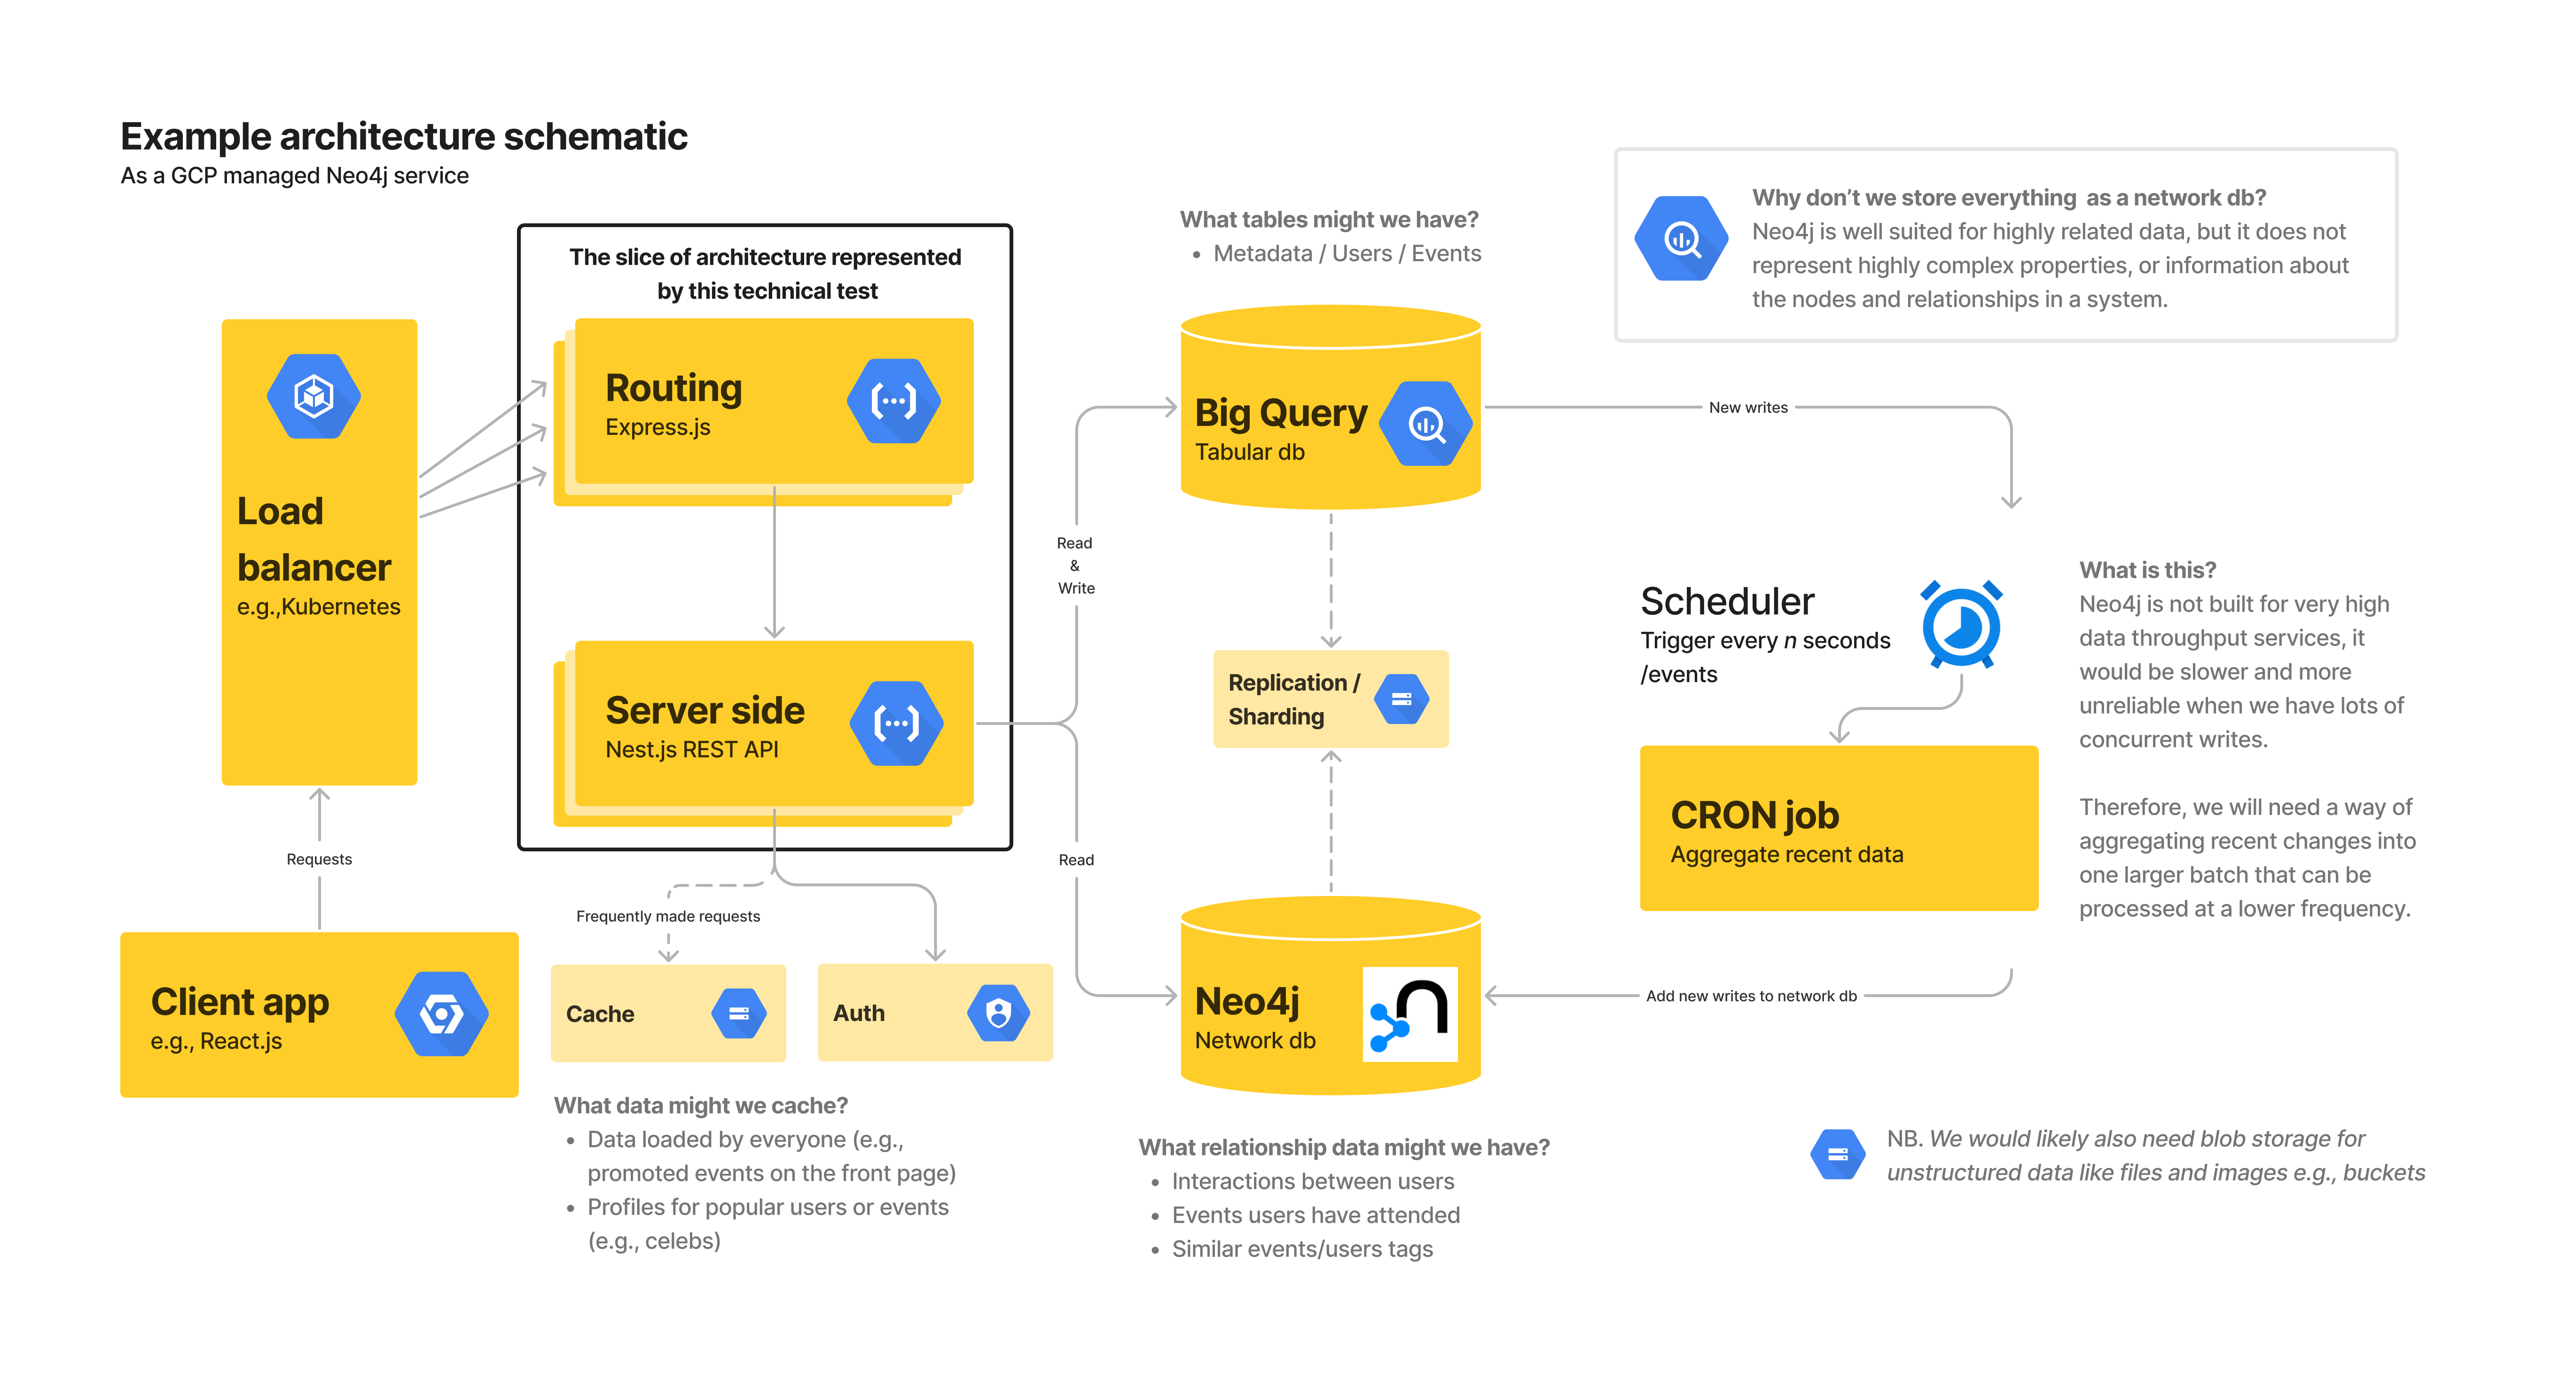 Example architecture schematic
As a GCP managed Neo4j service
The slice of architecture represented
by this technical test
Load
balancer
e.g.,Kubernetes
Routing
Express.js
Server side
Nest.js REST API
Requests
Client app
e.g., React.js
Frequently made requests
Cache
Auth
What data might we cache?
• Data loaded by everyone (e.g.,
promoted events on the front page)
• Profiles for popular users or events
(e.g., celebs)
Read
&
Write
Read
What tables might we have?
• Metadata / Users / Events
Big Query
Tabular db
Replication /
Sharding
Neo4j
Network db
What relationship data might we have?
• Interactions between users
• Events users have attended
• Similar events/users tags
Why don’t we store everything as a network db?
Neo4j is well suited for highly related data, but it does not
represent highly complex properties, or information about
the nodes and relationships in a system.
New writes
Scheduler
Trigger every n seconds
/events
CRON job
Aggregate recent data
Add new writes to network db
What is this?
Neo4j is not built for very high
data throughput services, it
would be slower and more
unreliable when we have lots of
concurrent writes.
Therefore, we will need a way of
aggregating recent changes into
one larger batch that can be
processed at a lower frequency.
NB. We would likely also need blob storage for
unstructured data like files and images e.g., buckets